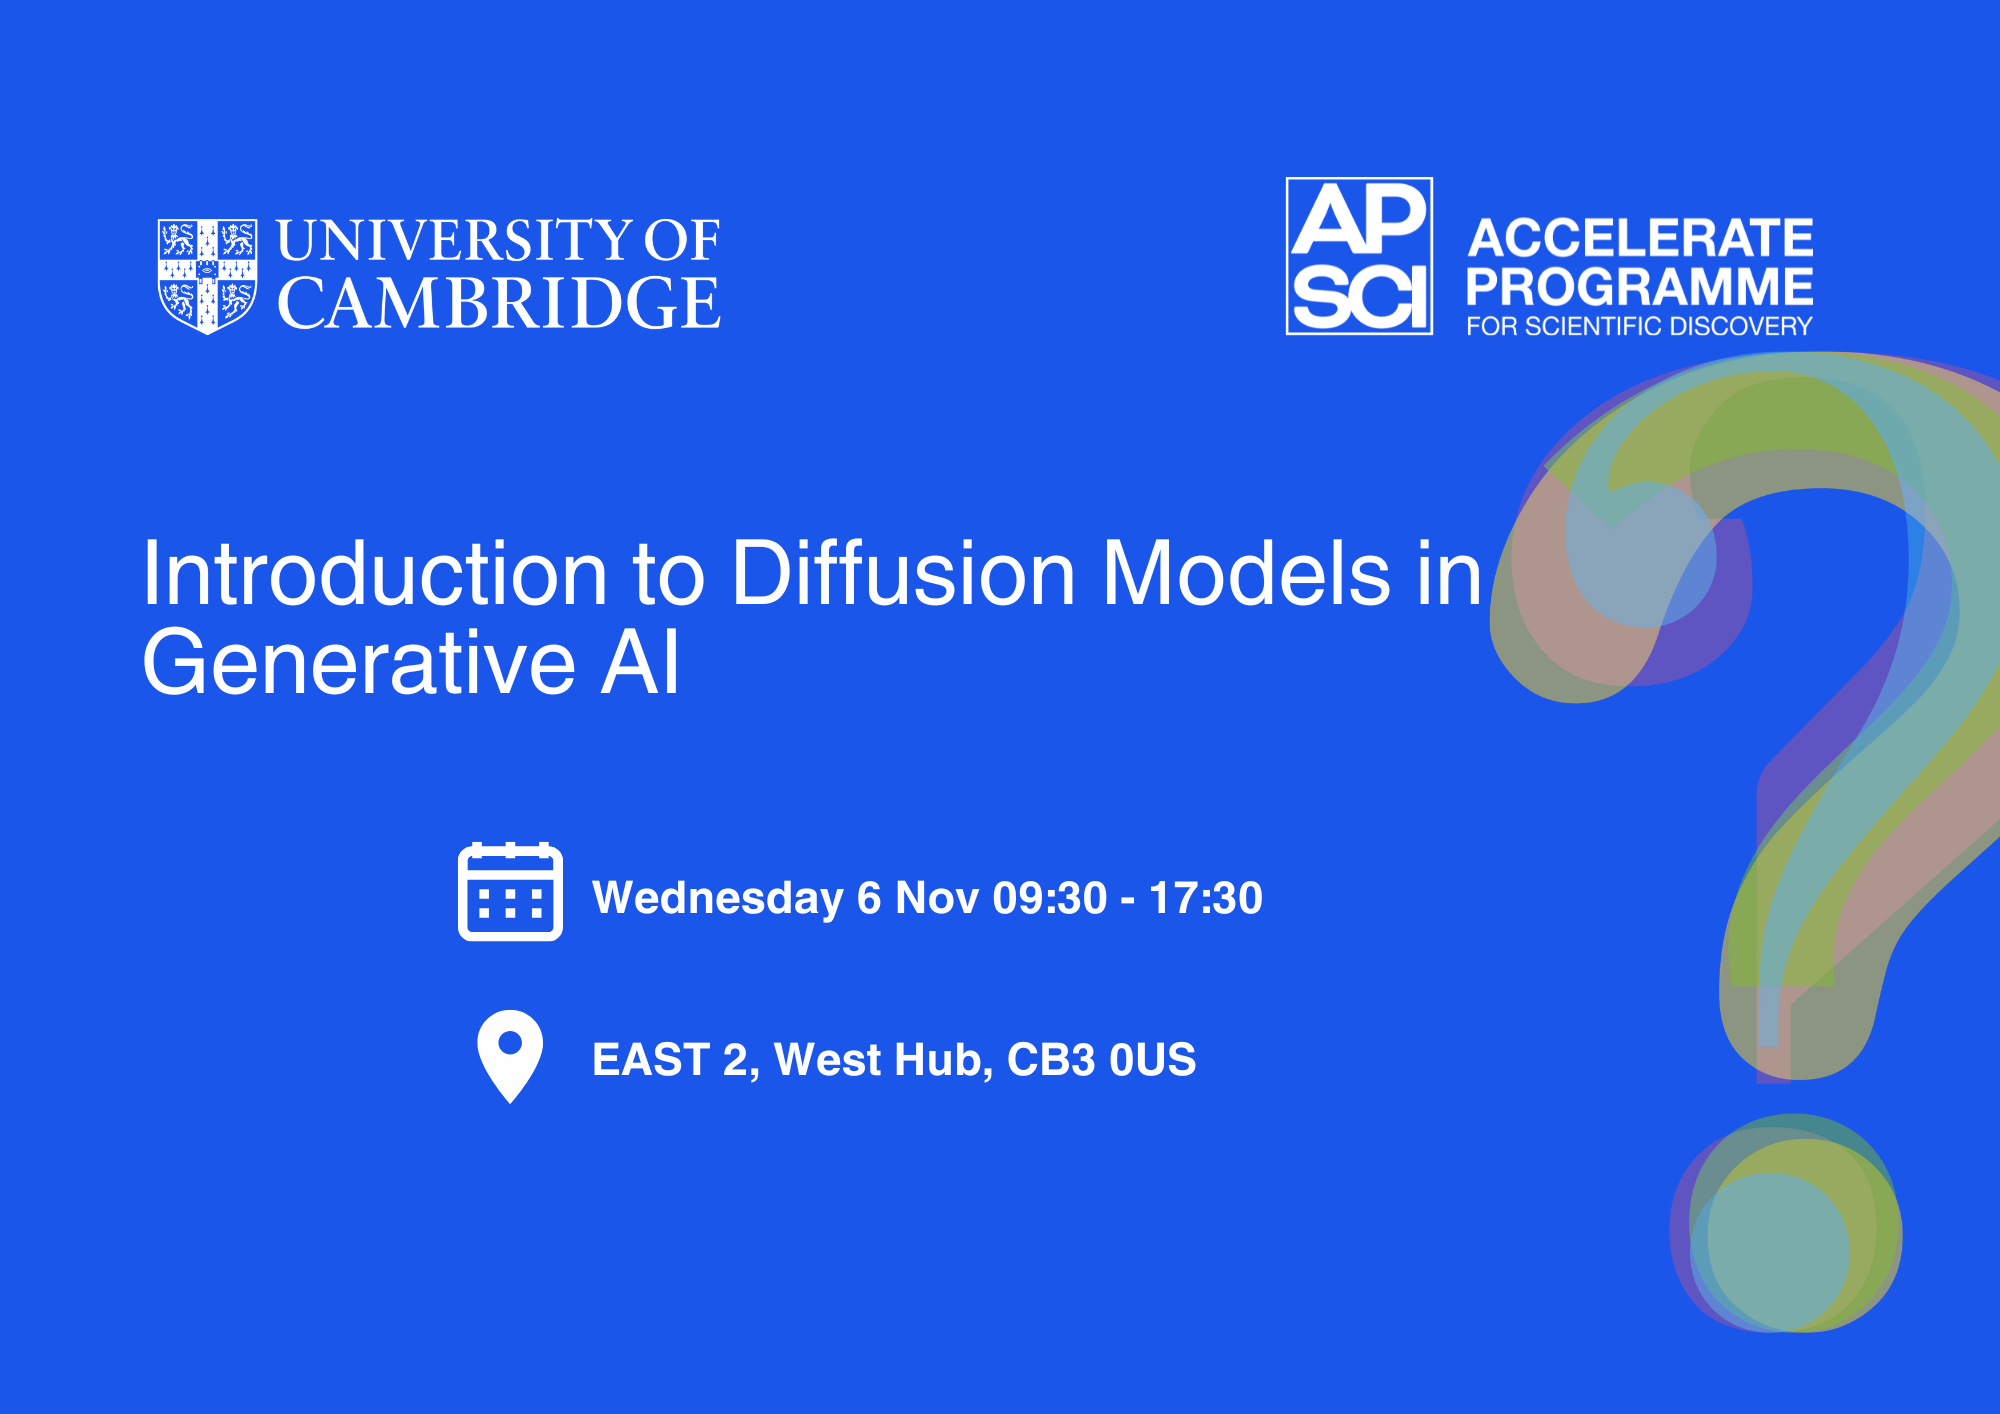 UNIVERSITY OF
CAMBRIDGE
AP
SCI
ACCELERATE
PROGRAMME
FOR SCIENTIFIC DISCOVERY
Introduction to Diffusion Models in
Generative AI
Wednesday 6 Nov 09:30 - 17:30
EAST 2, West Hub, CB3 0US